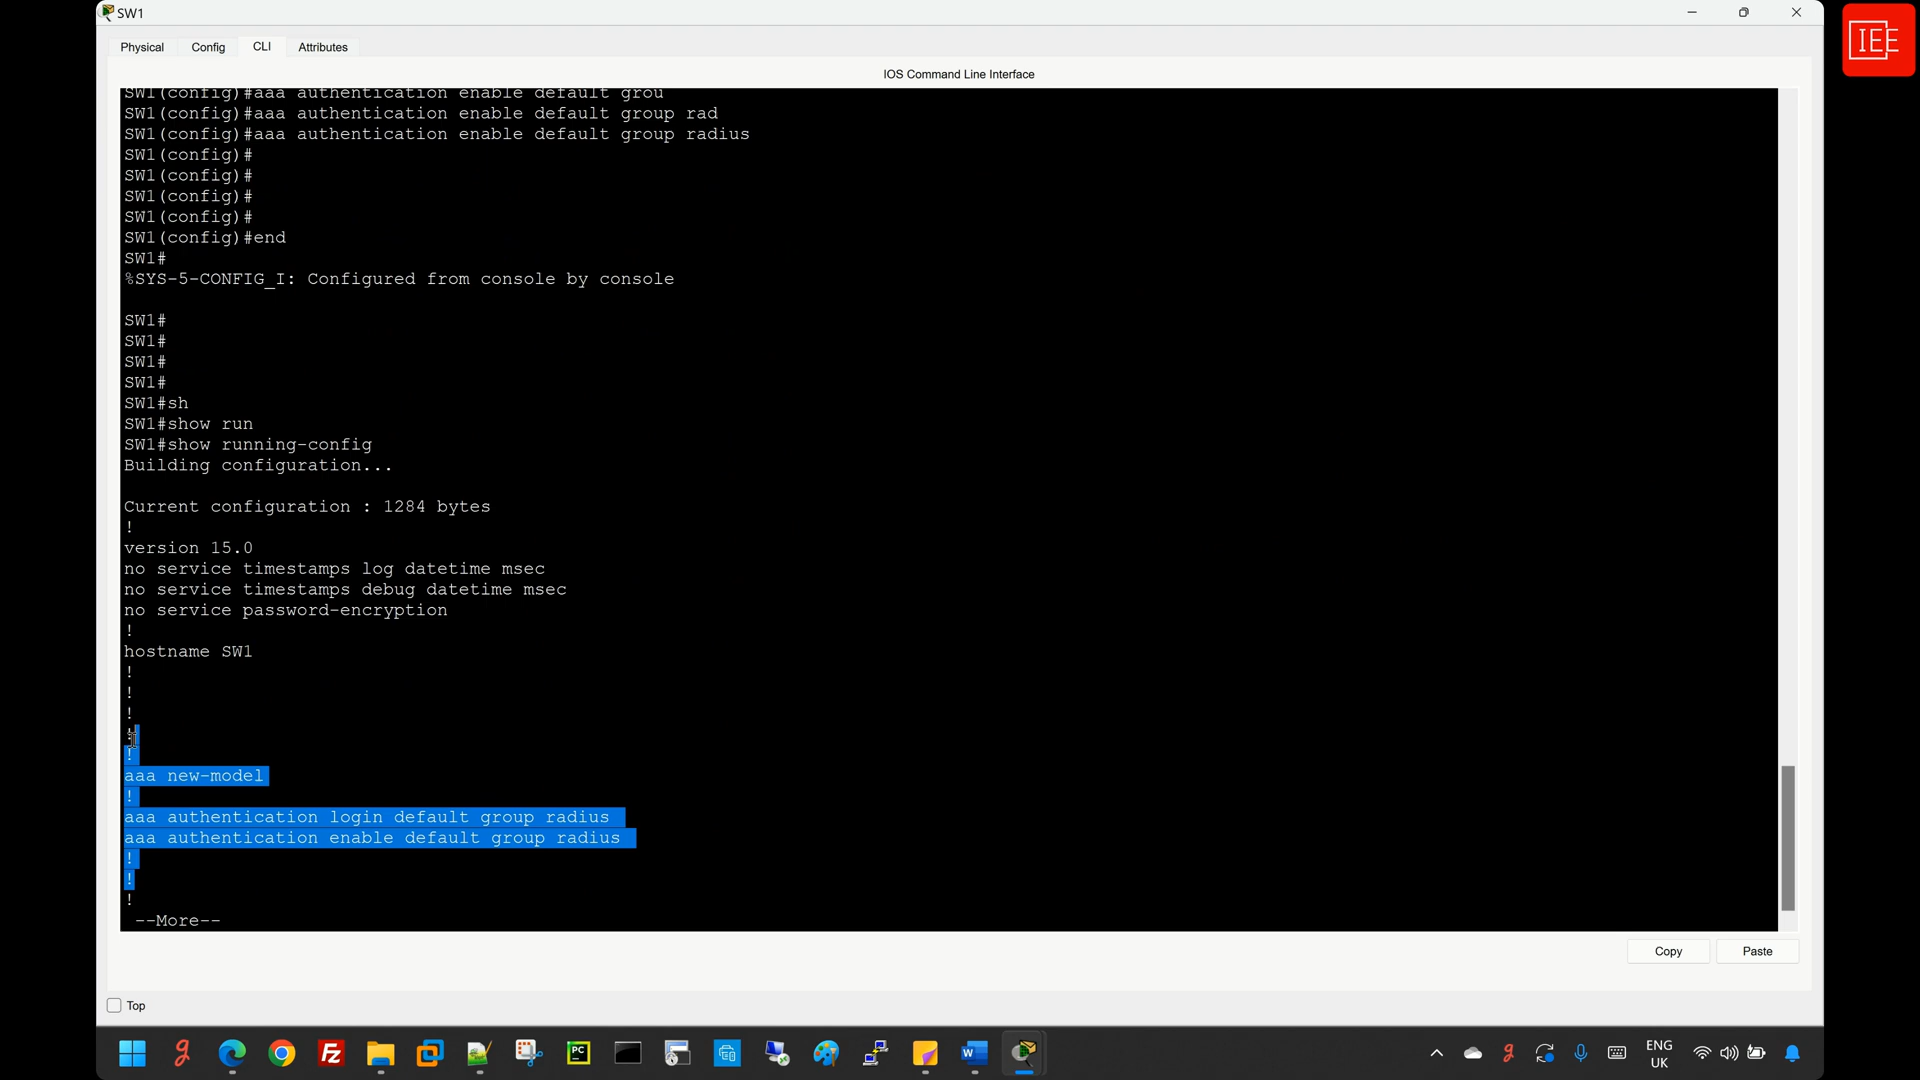 SW1
IEE
Physical Config CLI Attributes
IOS Command Line Interface
SW1(config)#aaa authentication enable default grou
SW1(config)#aaa authentication enable default group rad
SW1(config)#aaa authentication enable default group radius
SW1(config)#
SW1(config)#
SW1(config)#
SW1(config)#
SW1(config)#end
SW1#
%SYS-5-CONFIG_I: Configured from console by console
SW1#
SW1#
SW1#
SW1#
SW1#sh
SW1#show run
SW1#show running-config
Building configuration...
Current configuration : 1284 bytes
!
version 15.0
no service timestamps log datetime msec
no service timestamps debug datetime msec
no service password-encryption
!
hostname SW1
!
!
!
!
!
aaa new-model
!
aaa authentication login default group radius
aaa authentication enable default group radius
!
!
!
--More--
Copy Paste
Top
ENG
UK